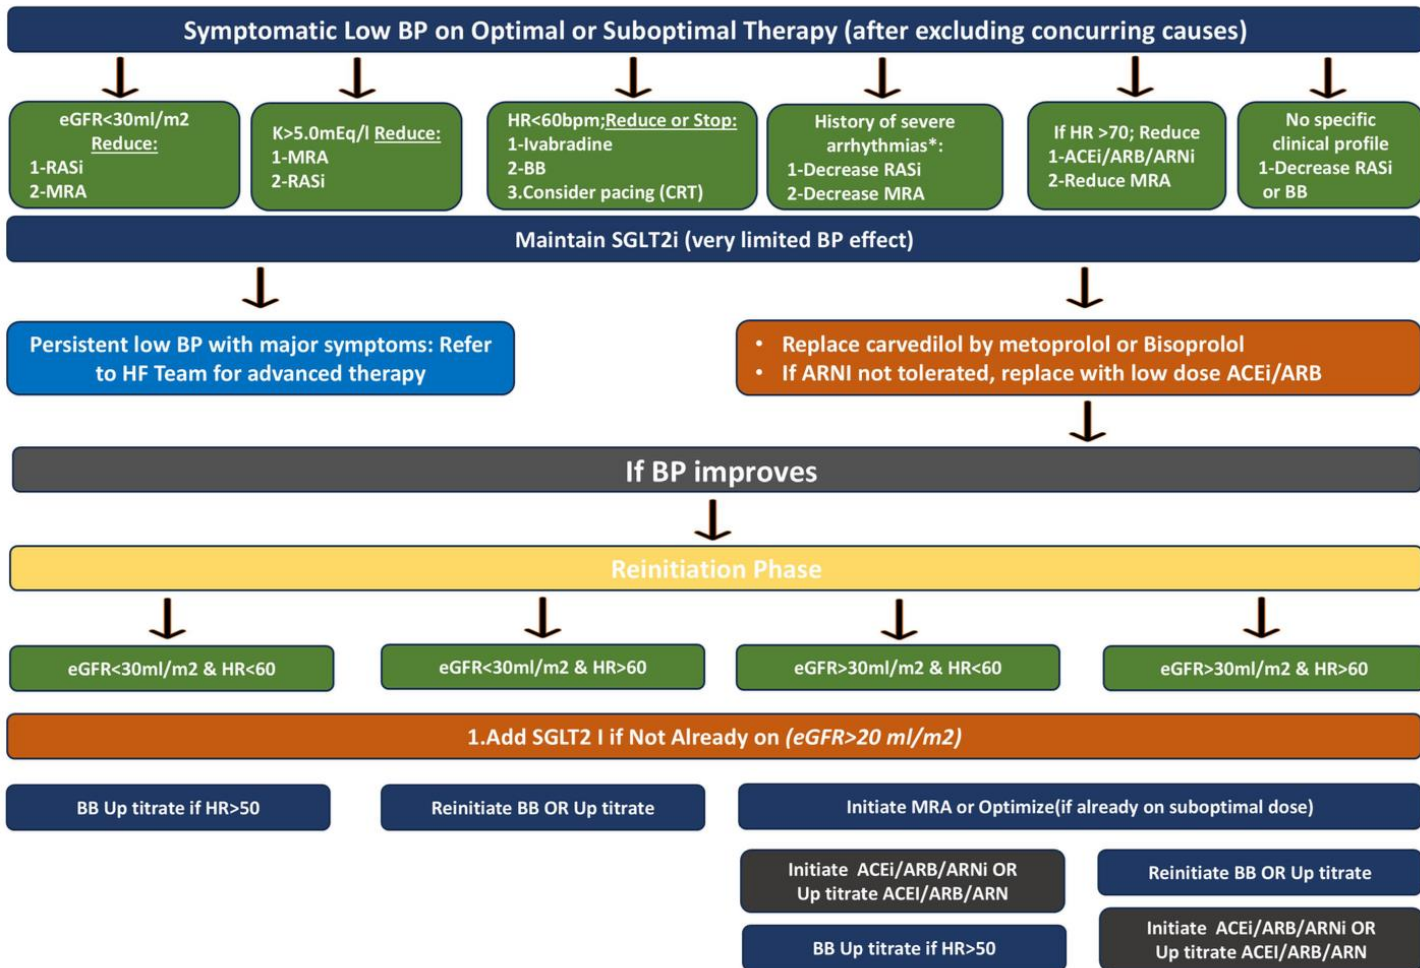 Symptomatic Low BP on Optimal or Suboptimal Therapy (after excluding concurring causes)
eGFR<30ml/m2
Reduce:
1-RASi
2-MRA
K>5.0mEq/l Reduce:
1-MRA
2-RASi
HR<60bpm;Reduce or Stop:
1-Ivabradine
2-BB
3.Consider pacing (CRT)
History of severe
arrhythmias*:
1-Decrease RASi
2-Decrease MRA
If HR >70; Reduce
1-ACEi/ARB/ARNi
2-Reduce MRA
No specific
clinical profile
1-Decrease RASi
or BB
Maintain SGLT2i (very limited BP effect)
Persistent low BP with major symptoms: Refer
to HF Team for advanced therapy
• Replace carvedilol by metoprolol or Bisoprolol
• If ARNI not tolerated, replace with low dose ACEi/ARB
If BP improves
Reinitiation Phase
eGFR<30ml/m2 & HR<60
eGFR<30ml/m2 & HR>60
eGFR>30ml/m2 & HR<60
eGFR>30ml/m2 & HR>60
1.Add SGLT2 I if Not Already on (eGFR>20 ml/m2)
BB Up titrate if HR>50
Reinitiate BB OR Up titrate
Initiate MRA or Optimize(if already on suboptimal dose)
Initiate ACEi/ARB/ARNi OR
Up titrate ACEI/ARB/ARN
BB Up titrate if HR>50
Reinitiate BB OR Up titrate
Initiate ACEi/ARB/ARNi OR
Up titrate ACEI/ARB/ARN